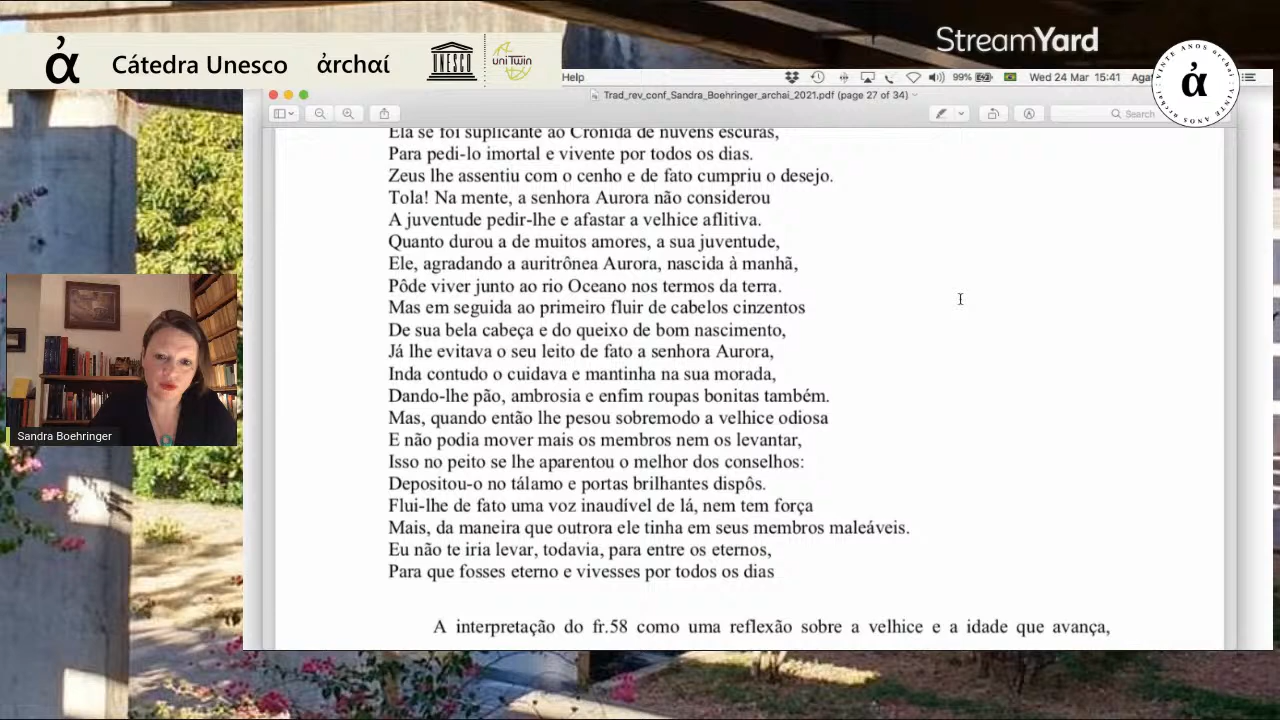 StreamYard
ἀ Cátedra Unesco ἀrchaí UNESCO uniTwin
VINTE ANOS archaí VINTE ANOS archaí
ἀ
Help 99% Wed 24 Mar 15:41 Agat
Trad_rev_conf_Sandra_Boehringer_archai_2021.pdf (page 27 of 34)
Search
Ela se foi suplicante ao Cronida de nuvens escuras,
Para pedi-lo imortal e vivente por todos os dias.
Zeus lhe assentiu com o cenho e de fato cumpriu o desejo.
Tola! Na mente, a senhora Aurora não considerou
A juventude pedir-lhe e afastar a velhice aflitiva.
Quanto durou a de muitos amores, a sua juventude,
Ele, agradando a auritrônea Aurora, nascida à manhã,
Pôde viver junto ao rio Oceano nos termos da terra.
Mas em seguida ao primeiro fluir de cabelos cinzentos
De sua bela cabeça e do queixo de bom nascimento,
Já lhe evitava o seu leito de fato a senhora Aurora,
Inda contudo o cuidava e mantinha na sua morada,
Dando-lhe pão, ambrosia e enfim roupas bonitas também.
Mas, quando então lhe pesou sobremodo a velhice odiosa
E não podia mover mais os membros nem os levantar,
Isso no peito se lhe aparentou o melhor dos conselhos:
Depositou-o no tálamo e portas brilhantes dispôs.
Flui-lhe de fato uma voz inaudível de lá, nem tem força
Mais, da maneira que outrora ele tinha em seus membros maleáveis.
Eu não te iria levar, todavia, para entre os eternos,
Para que fosses eterno e vivesses por todos os dias
A interpretação do fr.58 como uma reflexão sobre a velhice e a idade que avança,
Sandra Boehringer